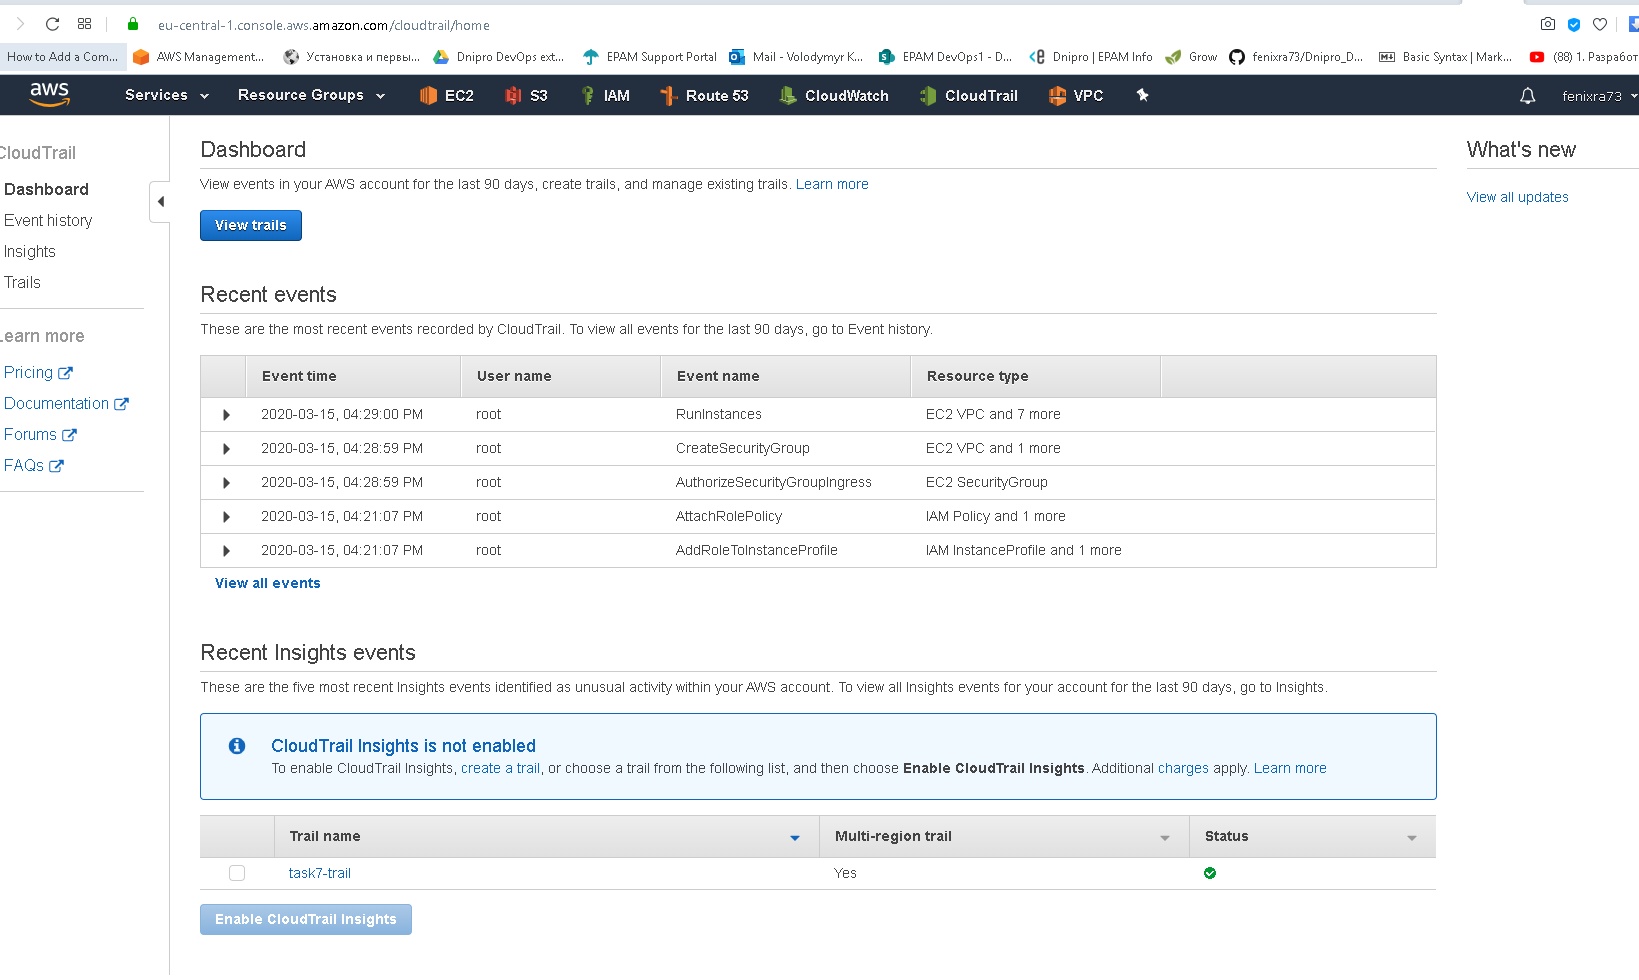 eu-central-1.console.aws.amazon.com/cloudtrail/home
How to Add a Com... AWS Management... Установка и первы... Dnipro DevOps ext... EPAM Support Portal Mail - Volodymyr K... EPAM DevOps1 - D... Dnipro | EPAM Info Grow fenixra73/Dnipro_D... Basic Syntax | Mark... (88) 1. Разработ
aws Services Resource Groups EC2 S3 IAM Route 53 CloudWatch CloudTrail VPC fenixra73
CloudTrail
Dashboard
Event history
Insights
Trails
Learn more
Pricing
Documentation
Forums
FAQs
Dashboard
View events in your AWS account for the last 90 days, create trails, and manage existing trails. Learn more
View trails
Recent events
These are the most recent events recorded by CloudTrail. To view all events for the last 90 days, go to Event history.
Event time User name Event name Resource type
2020-03-15, 04:29:00 PM root RunInstances EC2 VPC and 7 more
2020-03-15, 04:28:59 PM root CreateSecurityGroup EC2 VPC and 1 more
2020-03-15, 04:28:59 PM root AuthorizeSecurityGroupIngress EC2 SecurityGroup
2020-03-15, 04:21:07 PM root AttachRolePolicy IAM Policy and 1 more
2020-03-15, 04:21:07 PM root AddRoleToInstanceProfile IAM InstanceProfile and 1 more
View all events
Recent Insights events
These are the five most recent Insights events identified as unusual activity within your AWS account. To view all Insights events for your account for the last 90 days, go to Insights.
CloudTrail Insights is not enabled
To enable CloudTrail Insights, create a trail, or choose a trail from the following list, and then choose Enable CloudTrail Insights. Additional charges apply. Learn more
Trail name Multi-region trail Status
task7-trail Yes
Enable CloudTrail Insights
What's new
View all updates